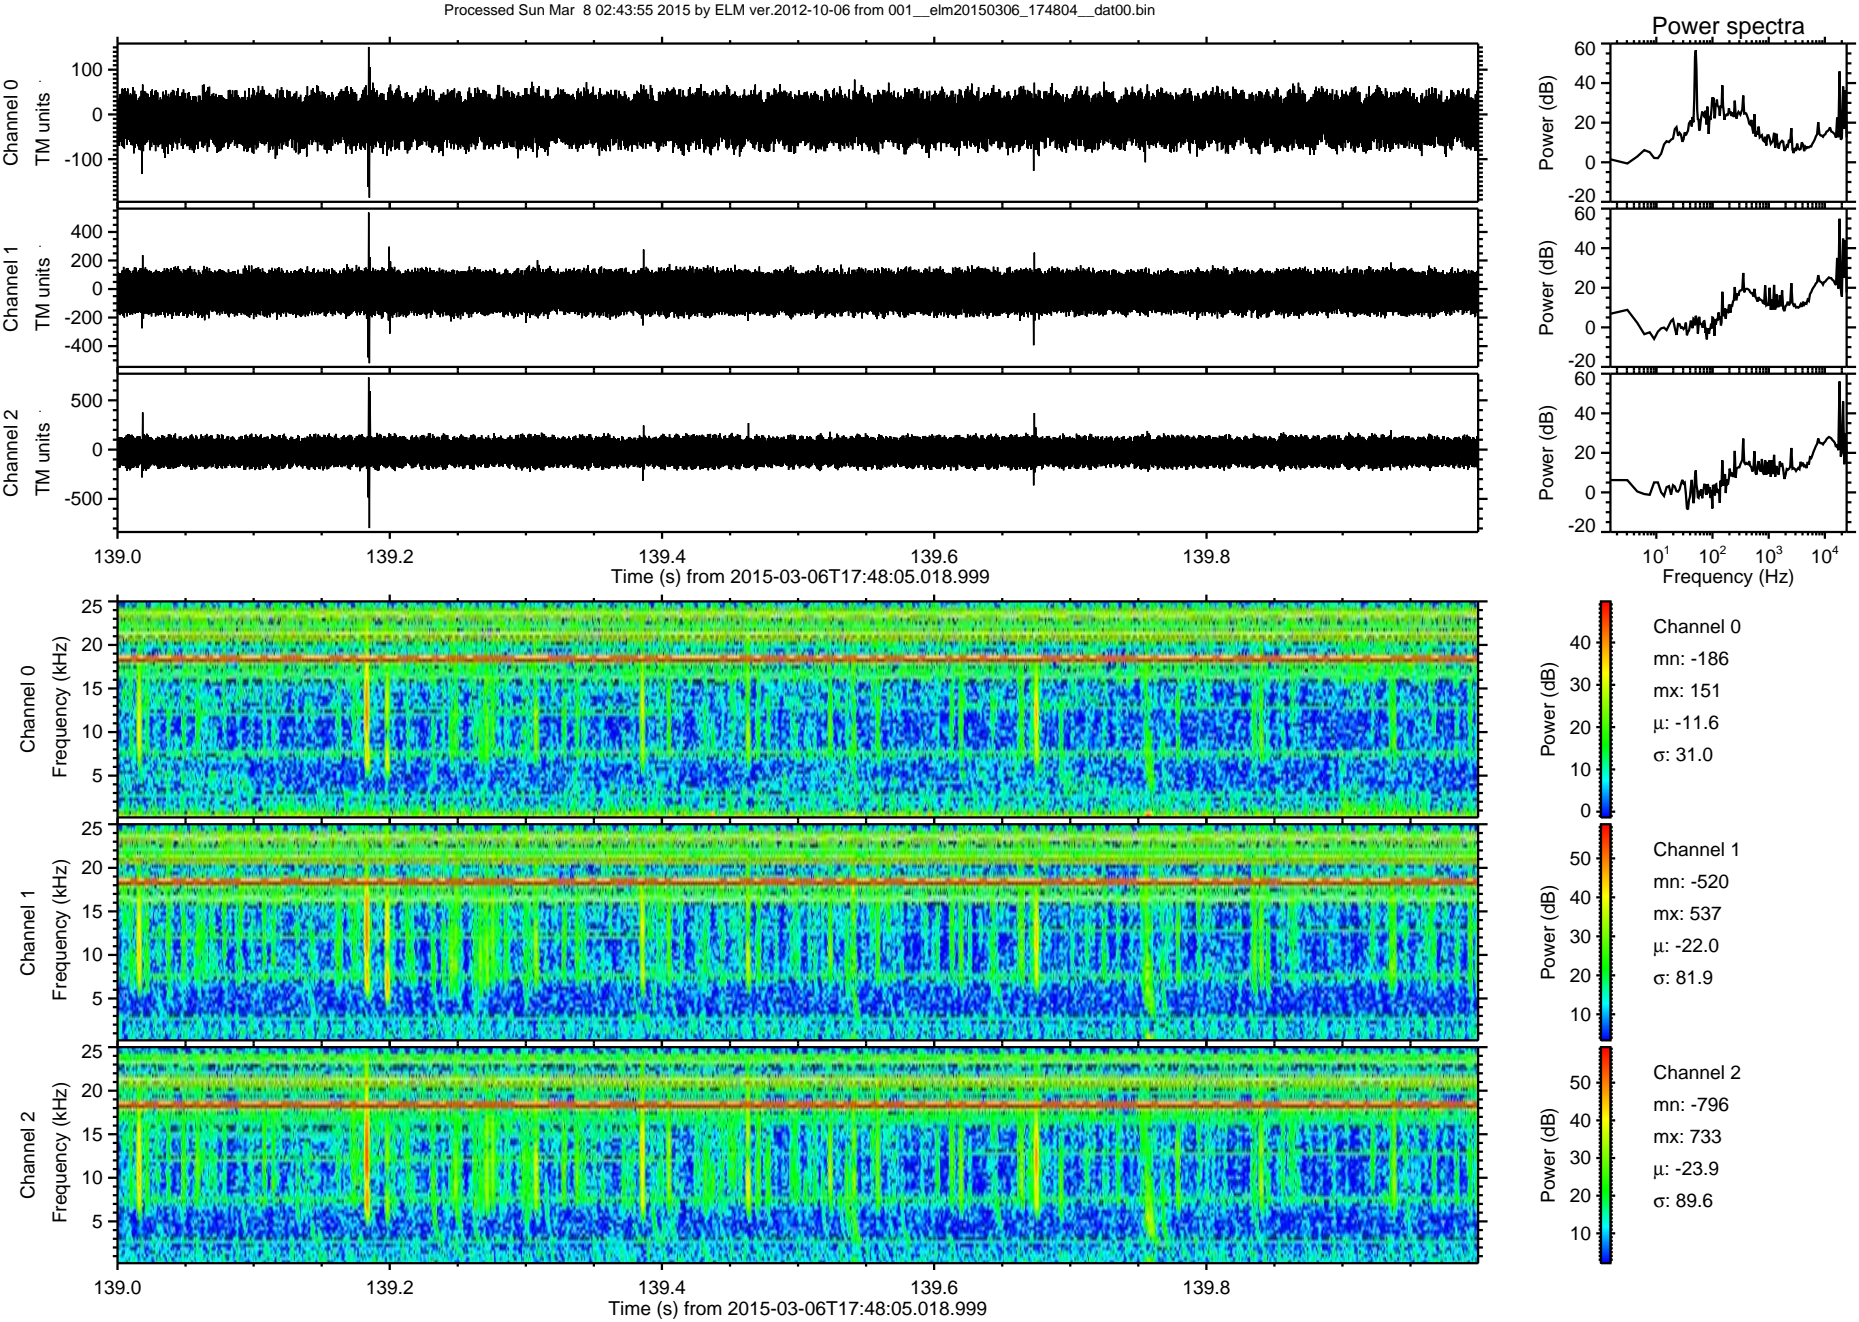 Processed Sun Mar 8 02:43:55 2015 by ELM ver.2012-10-06 from 001__elm20150306_174804__dat00.bin
Power spectra
Channel 0
TM units
100
0
-100
Power (dB)
60
40
20
0
-20
Channel 1
TM units
400
200
0
-200
-400
Power (dB)
60
40
20
0
-20
Channel 2
TM units
500
0
-500
Power (dB)
60
40
20
0
-20
139.0 139.2 139.4 139.6 139.8
Time (s) from 2015-03-06T17:48:05.018.999
10^1 10^2 10^3 10^4
Frequency (Hz)
Channel 0
Frequency (kHz)
25
20
15
10
5
Power (dB)
40
30
20
10
0
Channel 0
mn: -186
mx: 151
μ: -11.6
σ: 31.0
Channel 1
Frequency (kHz)
25
20
15
10
5
Power (dB)
50
40
30
20
10
Channel 1
mn: -520
mx: 537
μ: -22.0
σ: 81.9
Channel 2
Frequency (kHz)
25
20
15
10
5
Power (dB)
50
40
30
20
10
Channel 2
mn: -796
mx: 733
μ: -23.9
σ: 89.6
139.0 139.2 139.4 139.6 139.8
Time (s) from 2015-03-06T17:48:05.018.999